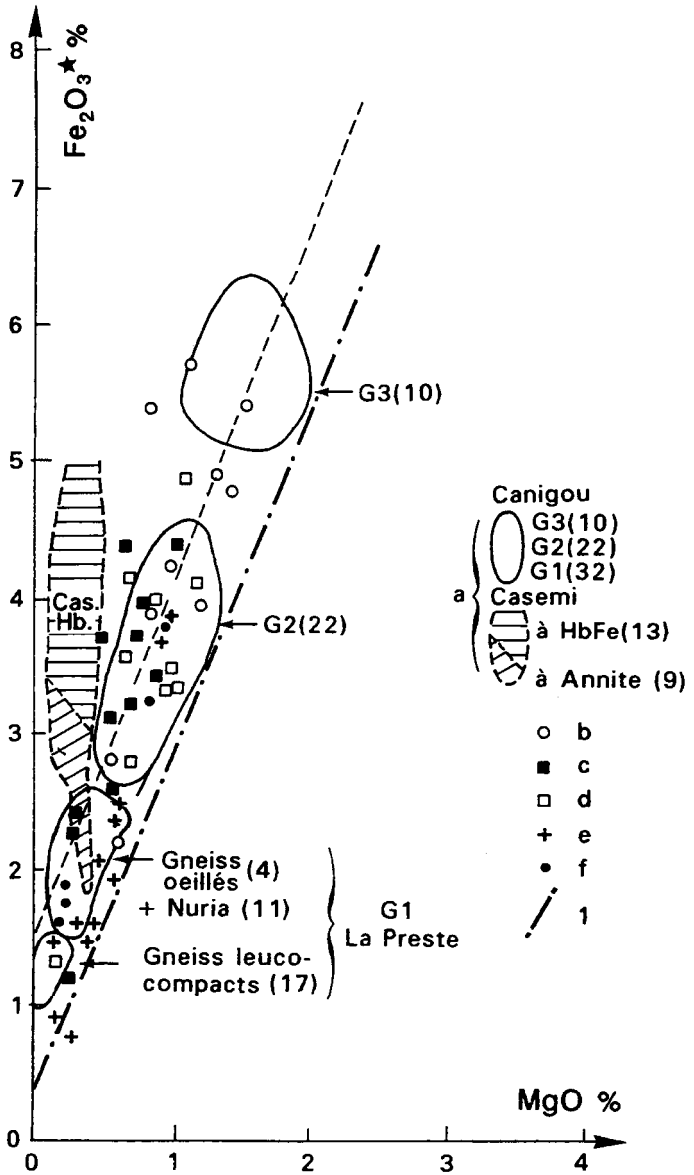 Fe2O3★ %
8
7
6
5
4
3
2
1
0
G3(10)
G2(22)
Cas.
Hb.
Canigou
G3(10)
G2(22)
G1(32)
a
Casemi
à HbFe(13)
à Annite (9)
b
c
d
e
f
1
Gneiss
oeillés (4)
+ Nuria (11)
G1
La Preste
Gneiss leuco-
compacts (17)
MgO %
0 1 2 3 4